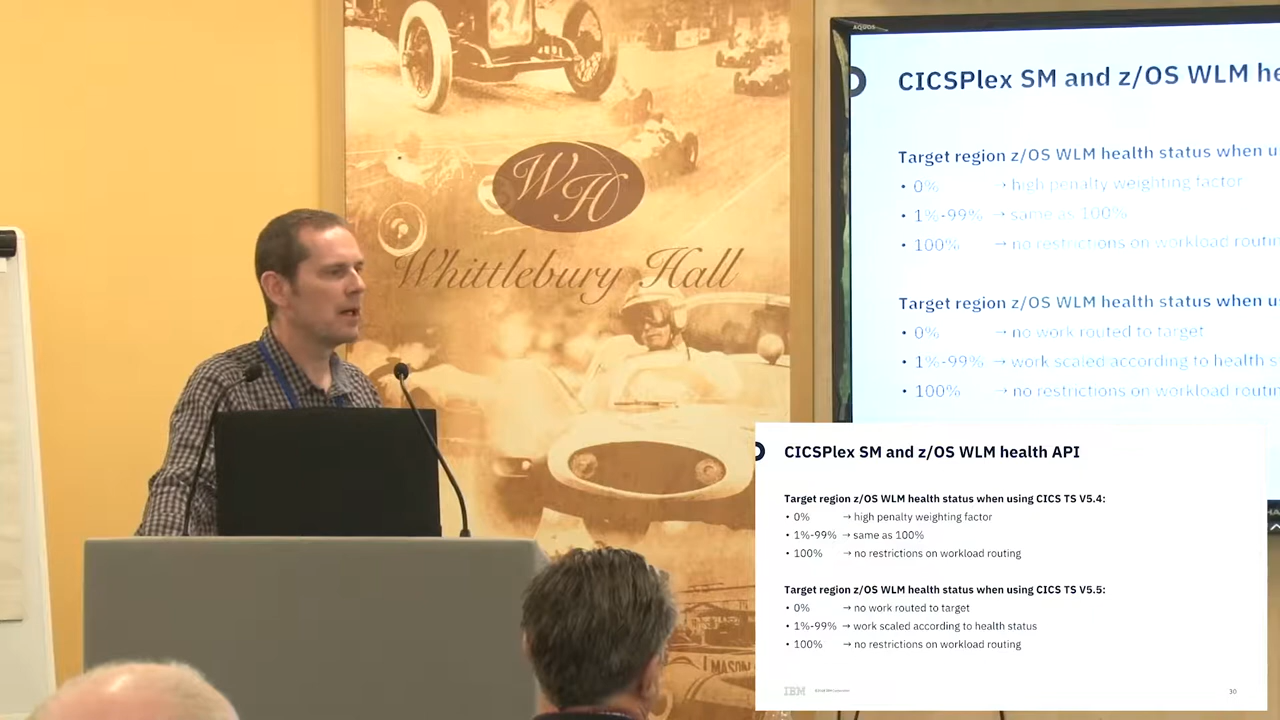 34
WH
Whittlebury Hall
MASON
AQUOS
CICSPlex SM and z/OS WLM he
Target region z/OS WLM health status when u
• 0% → high penalty weighting factor
• 1%-99% → same as 100%
• 100% → no restrictions on workload routin
Target region z/OS WLM health status when u
• 0% → no work routed to target
• 1%-99% → work scaled according to health s
• 100% → no restrictions on workload routin
CICSPlex SM and z/OS WLM health API
Target region z/OS WLM health status when using CICS TS V5.4:
• 0% → high penalty weighting factor
• 1%-99% → same as 100%
• 100% → no restrictions on workload routing
Target region z/OS WLM health status when using CICS TS V5.5:
• 0% → no work routed to target
• 1%-99% → work scaled according to health status
• 100% → no restrictions on workload routing
IBM
30